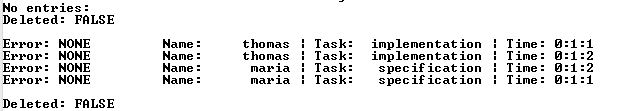 No entries:
Deleted: FALSE
Error: NONE Name: thomas ¦ Task: implementation ¦ Time: 0:1:1
Error: NONE Name: thomas ¦ Task: implementation ¦ Time: 0:1:2
Error: NONE Name: maria ¦ Task: specification ¦ Time: 0:1:2
Error: NONE Name: maria ¦ Task: specification ¦ Time: 0:1:1
Deleted: FALSE